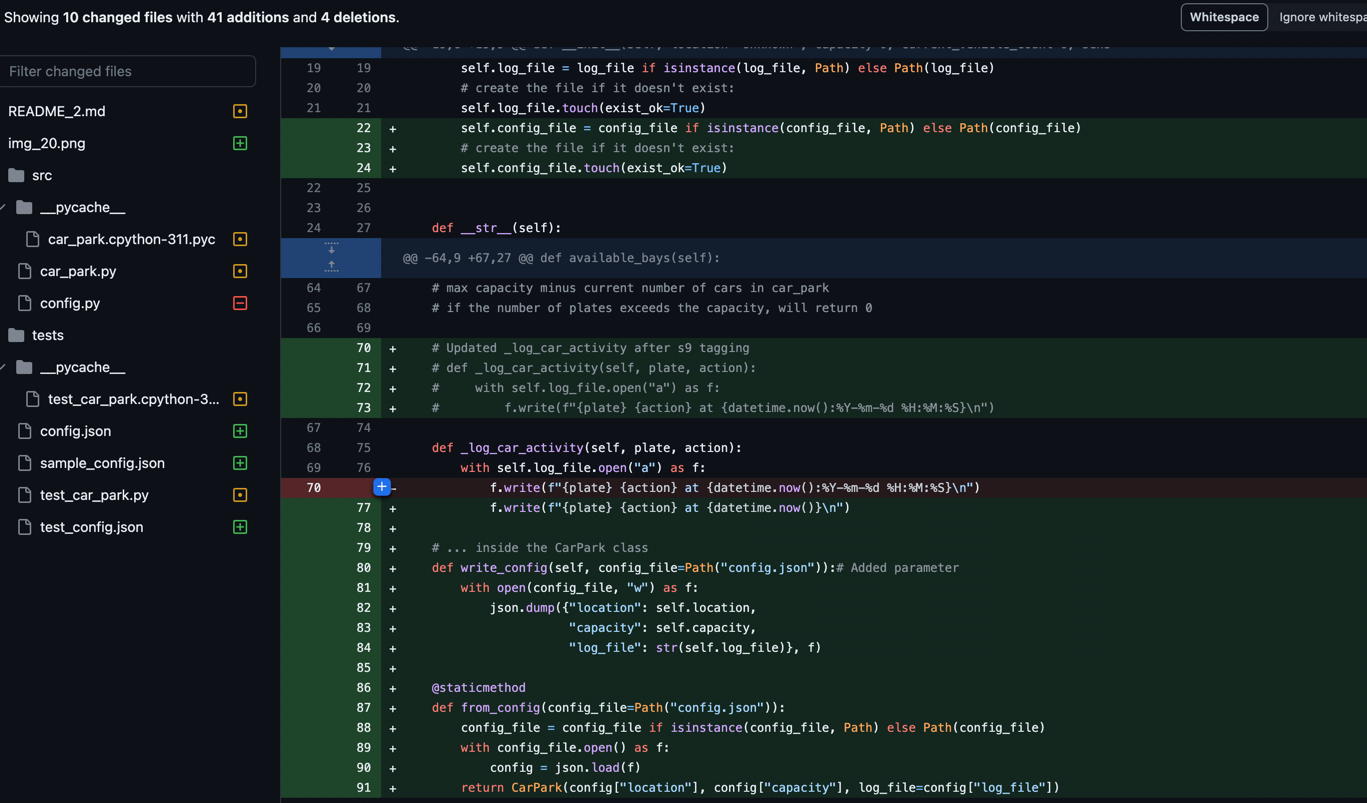 Showing 10 changed files with 41 additions and 4 deletions.
Whitespace
Ignore whitespa
Filter changed files
README_2.md
img_20.png
src
__pycache__
car_park.cpython-311.pyc
car_park.py
config.py
tests
__pycache__
test_car_park.cpython-3...
config.json
sample_config.json
test_car_park.py
test_config.json
19 19 self.log_file = log_file if isinstance(log_file, Path) else Path(log_file)
20 20 # create the file if it doesn't exist:
21 21 self.log_file.touch(exist_ok=True)
22 + self.config_file = config_file if isinstance(config_file, Path) else Path(config_file)
23 + # create the file if it doesn't exist:
24 + self.config_file.touch(exist_ok=True)
22 25
23 26
24 27 def __str__(self):
@@ -64,9 +67,27 @@ def available_bays(self):
64 67 # max capacity minus current number of cars in car_park
65 68 # if the number of plates exceeds the capacity, will return 0
66 69
70 + # Updated _log_car_activity after s9 tagging
71 + # def _log_car_activity(self, plate, action):
72 + #     with self.log_file.open("a") as f:
73 + #         f.write(f"{plate} {action} at {datetime.now():%Y-%m-%d %H:%M:%S}\n")
67 74
68 75 def _log_car_activity(self, plate, action):
69 76 with self.log_file.open("a") as f:
70 - f.write(f"{plate} {action} at {datetime.now():%Y-%m-%d %H:%M:%S}\n")
77 + f.write(f"{plate} {action} at {datetime.now()}\n")
78 +
79 + # ... inside the CarPark class
80 + def write_config(self, config_file=Path("config.json")):# Added parameter
81 + with open(config_file, "w") as f:
82 + json.dump({"location": self.location,
83 + "capacity": self.capacity,
84 + "log_file": str(self.log_file)}, f)
85 +
86 + @staticmethod
87 + def from_config(config_file=Path("config.json")):
88 + config_file = config_file if isinstance(config_file, Path) else Path(config_file)
89 + with config_file.open() as f:
90 + config = json.load(f)
91 + return CarPark(config["location"], config["capacity"], log_file=config["log_file"])